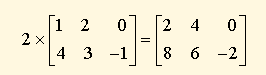 2 × [1 2 0] = [2 4 0]
[4 3 -1] [8 6 -2]